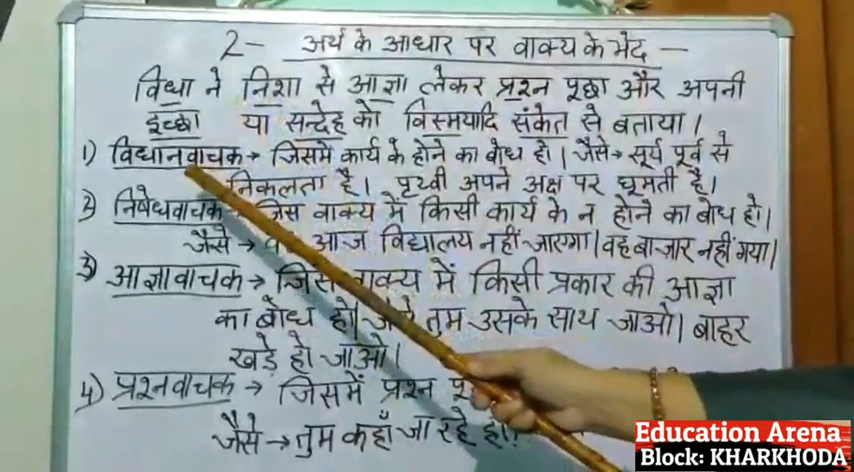 2- अर्थ के आधार पर वाक्य के भेद -
विधा ने निशा से आज्ञा लेकर प्रश्न पूछा और अपनी
इच्छा या सन्देह को विस्मयादि संकेत से बताया।
1) विधानवाचक → जिसमें कार्य के होने का बोध हो। जैसे → सूर्य पूर्व से
निकलता है। पृथ्वी अपने अक्ष पर घूमती है।
2) निषेधवाचक → जिस वाक्य में किसी कार्य के न होने का बोध हो।
जैसे → आज विद्यालय नहीं जाएगा। वह बाजार नहीं गया।
3) आज्ञावाचक → जिस वाक्य में किसी प्रकार की आज्ञा
का बोध हो। जैसे तुम उसके साथ जाओ। बाहर
खड़े हो जाओ।
4) प्रश्नवाचक → जिसमें प्रश्न
जैसे → तुम कहाँ जा रहे हो?
Education Arena
Block: KHARKHODA